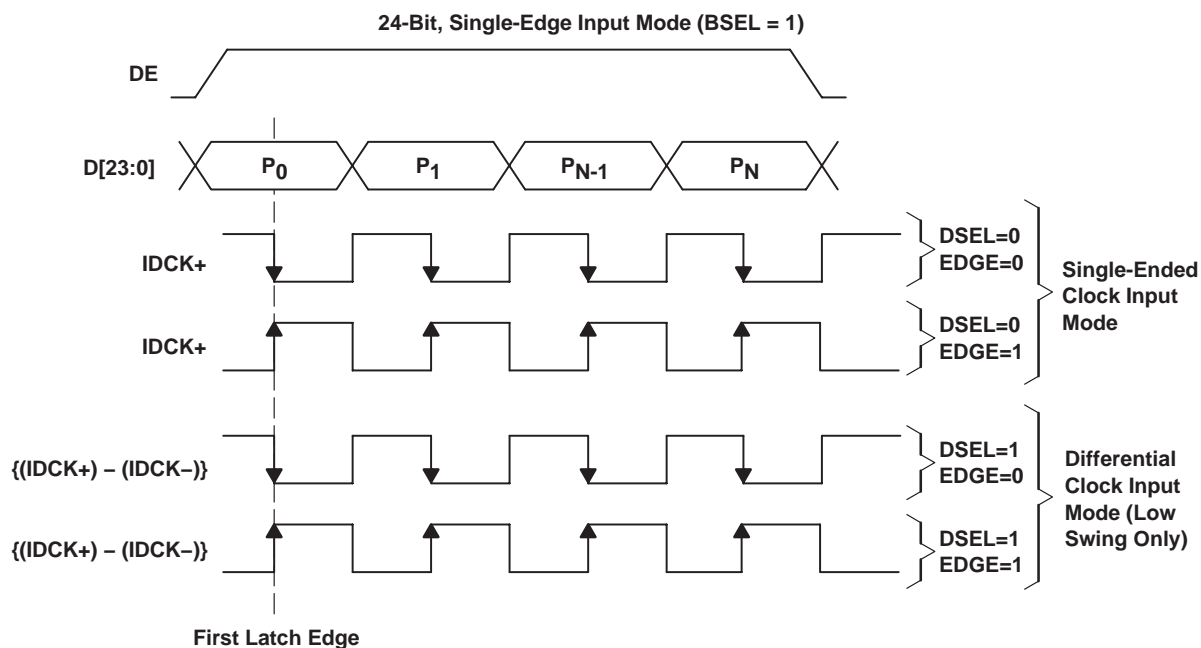 24-Bit, Single-Edge Input Mode (BSEL = 1)
DE
D[23:0]
P0
P1
PN-1
PN
IDCK+
DSEL=0
EDGE=0
IDCK+
DSEL=0
EDGE=1
Single-Ended
Clock Input
Mode
{(IDCK+) − (IDCK−)}
DSEL=1
EDGE=0
{(IDCK+) − (IDCK−)}
DSEL=1
EDGE=1
Differential
Clock Input
Mode (Low
Swing Only)
First Latch Edge